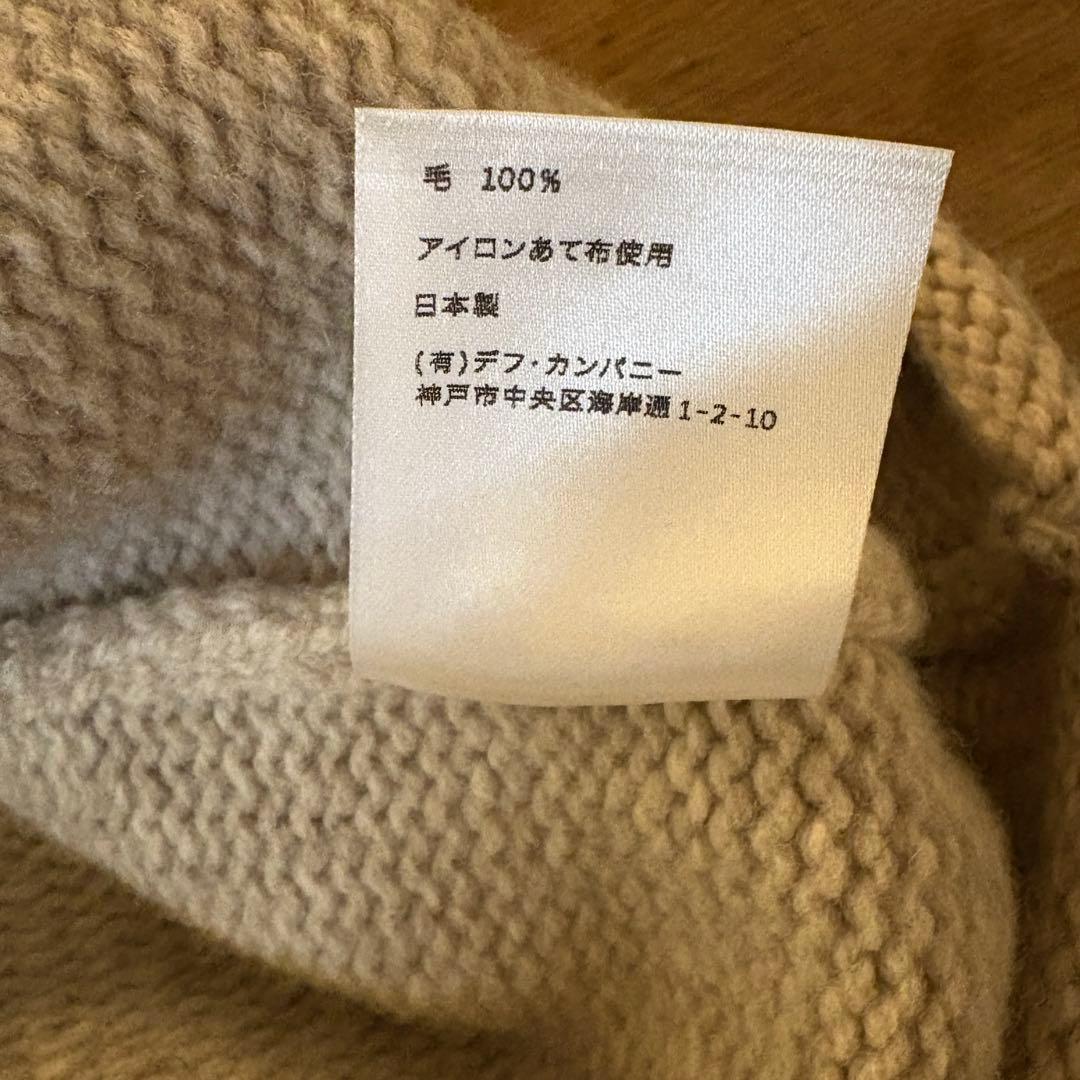 毛 100%
アイロンあて布使用
日本製
(有)デフ・カンパニー
神戸市中央区海岸通1-2-10